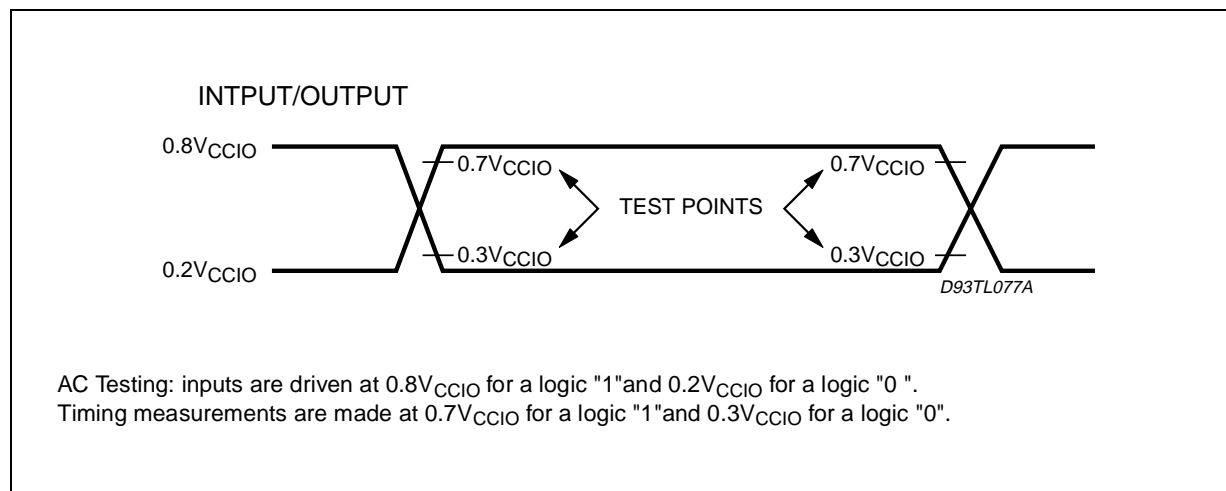 INTPUT/OUTPUT
0.8VCCIO
0.7VCCIO
0.7VCCIO
TEST POINTS
0.3VCCIO
0.3VCCIO
0.2VCCIO
D93TL077A
AC Testing: inputs are driven at 0.8VCCIO for a logic "1"and 0.2VCCIO for a logic "0 ".
Timing measurements are made at 0.7VCCIO for a logic "1"and 0.3VCCIO for a logic "0".